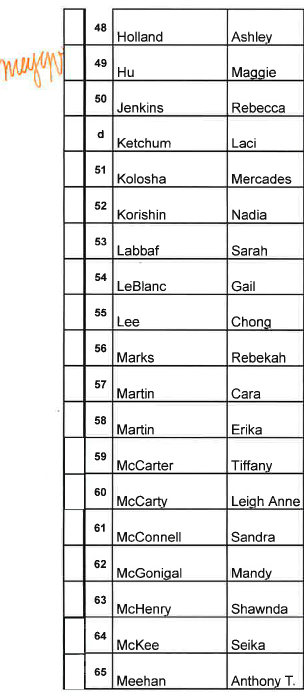 48 Holland Ashley
49 Hu Maggie
50 Jenkins Rebecca
d Ketchum Laci
51 Kolosha Mercades
52 Korishin Nadia
53 Labbaf Sarah
54 LeBlanc Gail
55 Lee Chong
56 Marks Rebekah
57 Martin Cara
58 Martin Erika
59 McCarter Tiffany
60 McCarty Leigh Anne
61 McConnell Sandra
62 McGonigal Mandy
63 McHenry Shawnda
64 McKee Seika
65 Meehan Anthony T.